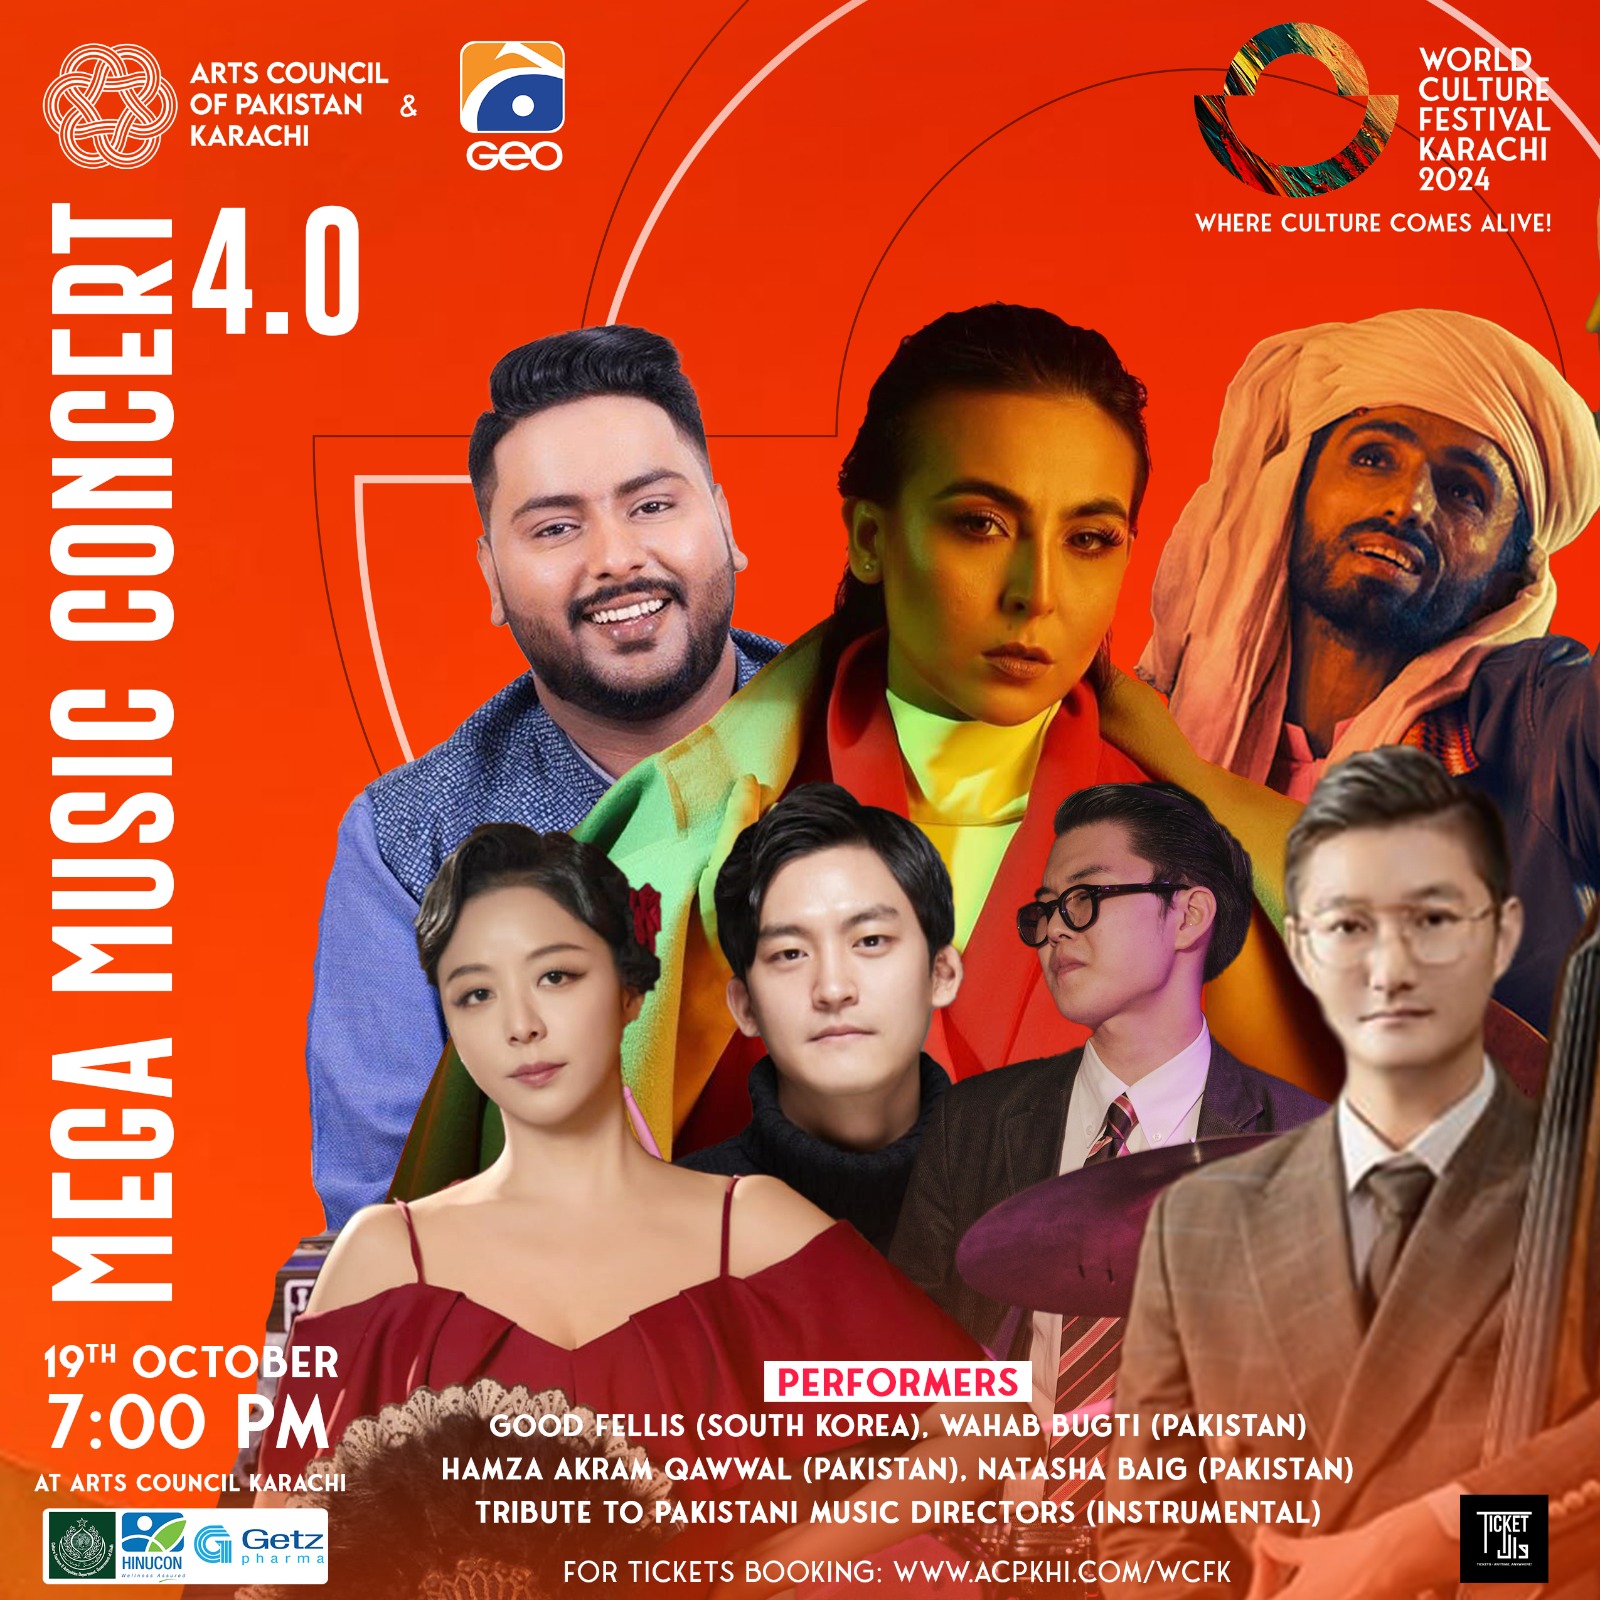 ARTS COUNCIL
OF PAKISTAN
KARACHI
&
GEO
WORLD
CULTURE
FESTIVAL
KARACHI
2024
WHERE CULTURE COMES ALIVE!
MEGA MUSIC CONCERT
4.0
19TH OCTOBER
7:00 PM
AT ARTS COUNCIL KARACHI
HINUCON
Wellness Assured
Getz
pharma
PERFORMERS
GOOD FELLIS (SOUTH KOREA), WAHAB BUGTI (PAKISTAN)
HAMZA AKRAM QAWWAL (PAKISTAN), NATASHA BAIG (PAKISTAN)
TRIBUTE TO PAKISTANI MUSIC DIRECTORS (INSTRUMENTAL)
FOR TICKETS BOOKING: WWW.ACPKHI.COM/WCFK
TICKET
والا